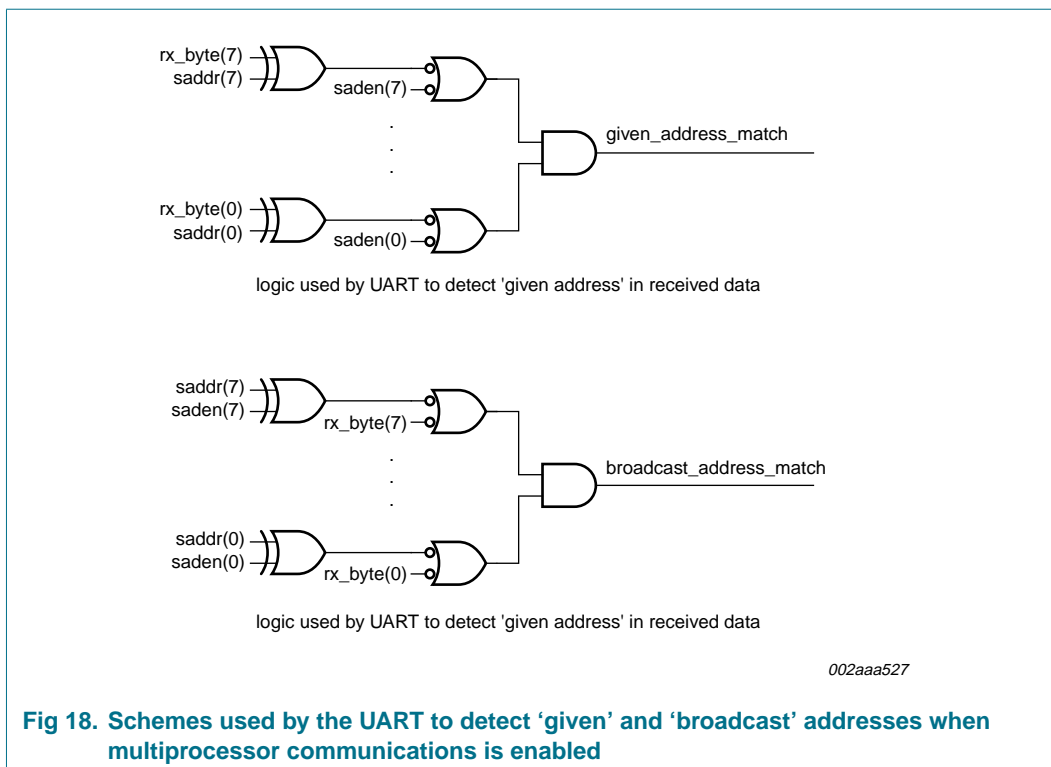 rx_byte(7)
saddr(7)
saden(7)
given_address_match
rx_byte(0)
saddr(0)
saden(0)
logic used by UART to detect 'given address' in received data
saddr(7)
saden(7)
rx_byte(7)
broadcast_address_match
saddr(0)
saden(0)
rx_byte(0)
logic used by UART to detect 'given address' in received data
002aaa527
Fig 18. Schemes used by the UART to detect ‘given’ and ‘broadcast’ addresses when
multiprocessor communications is enabled